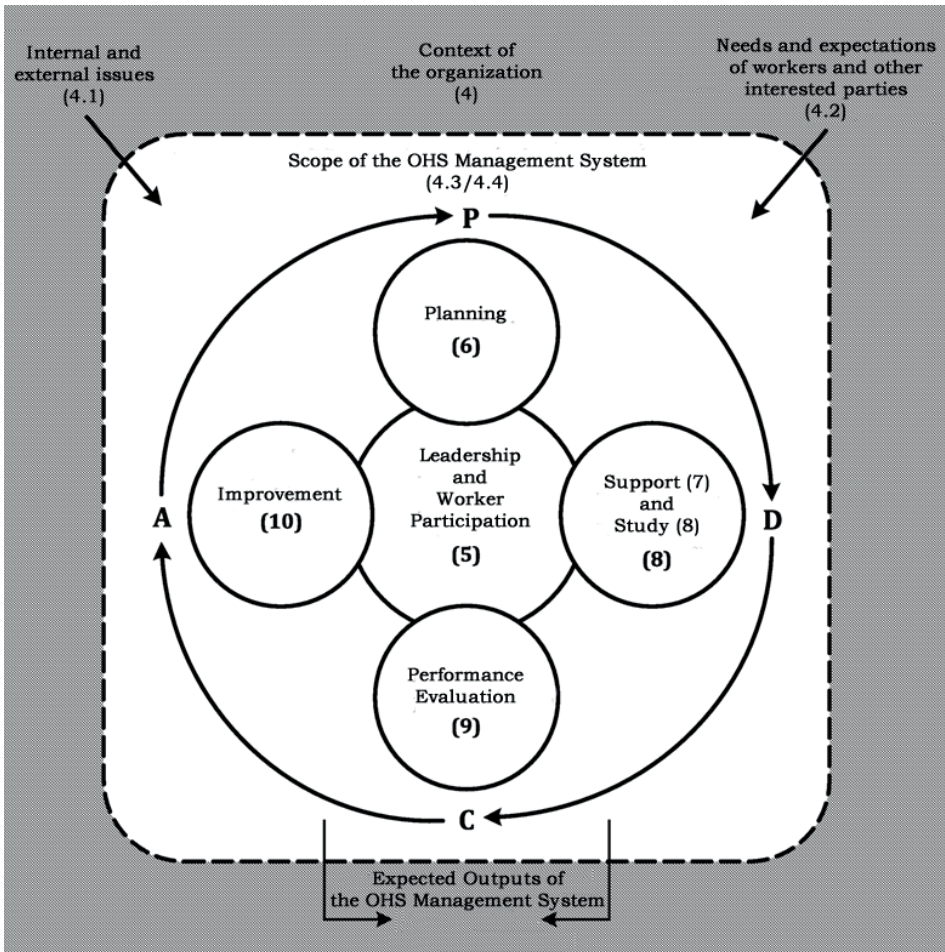 Internal and
external issues
(4.1)
Context of
the organization
(4)
Needs and expectations
of workers and other
interested parties
(4.2)
Scope of the OHS Management System
(4.3/4.4)
P
Planning
(6)
Leadership
and
Worker
Participation
(5)
Improvement
(10)
A
Support (7)
and
Study (8)
(8)
D
Performance
Evaluation
(9)
C
Expected Outputs of
the OHS Management System